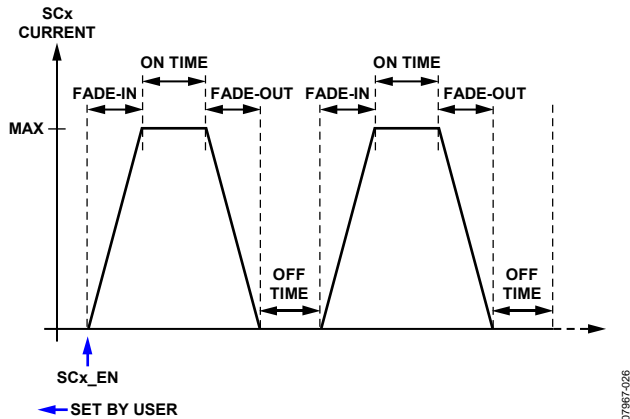 SCx
CURRENT
ON TIME
ON TIME
FADE-IN
FADE-OUT
FADE-IN
FADE-OUT
MAX
OFF
TIME
OFF
TIME
SCx_EN
SET BY USER
07967-026